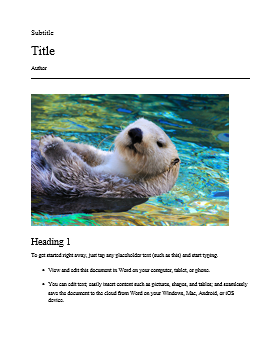 Subtitle
Title
Author
Heading 1
To get started right away, just tap any placeholder text (such as this) and start typing.
• View and edit this document in Word on your computer, tablet, or phone.
• You can edit text; easily insert content such as pictures, shapes, and tables; and seamlessly
save the document to the cloud from Word on your Windows, Mac, Android, or iOS
device.